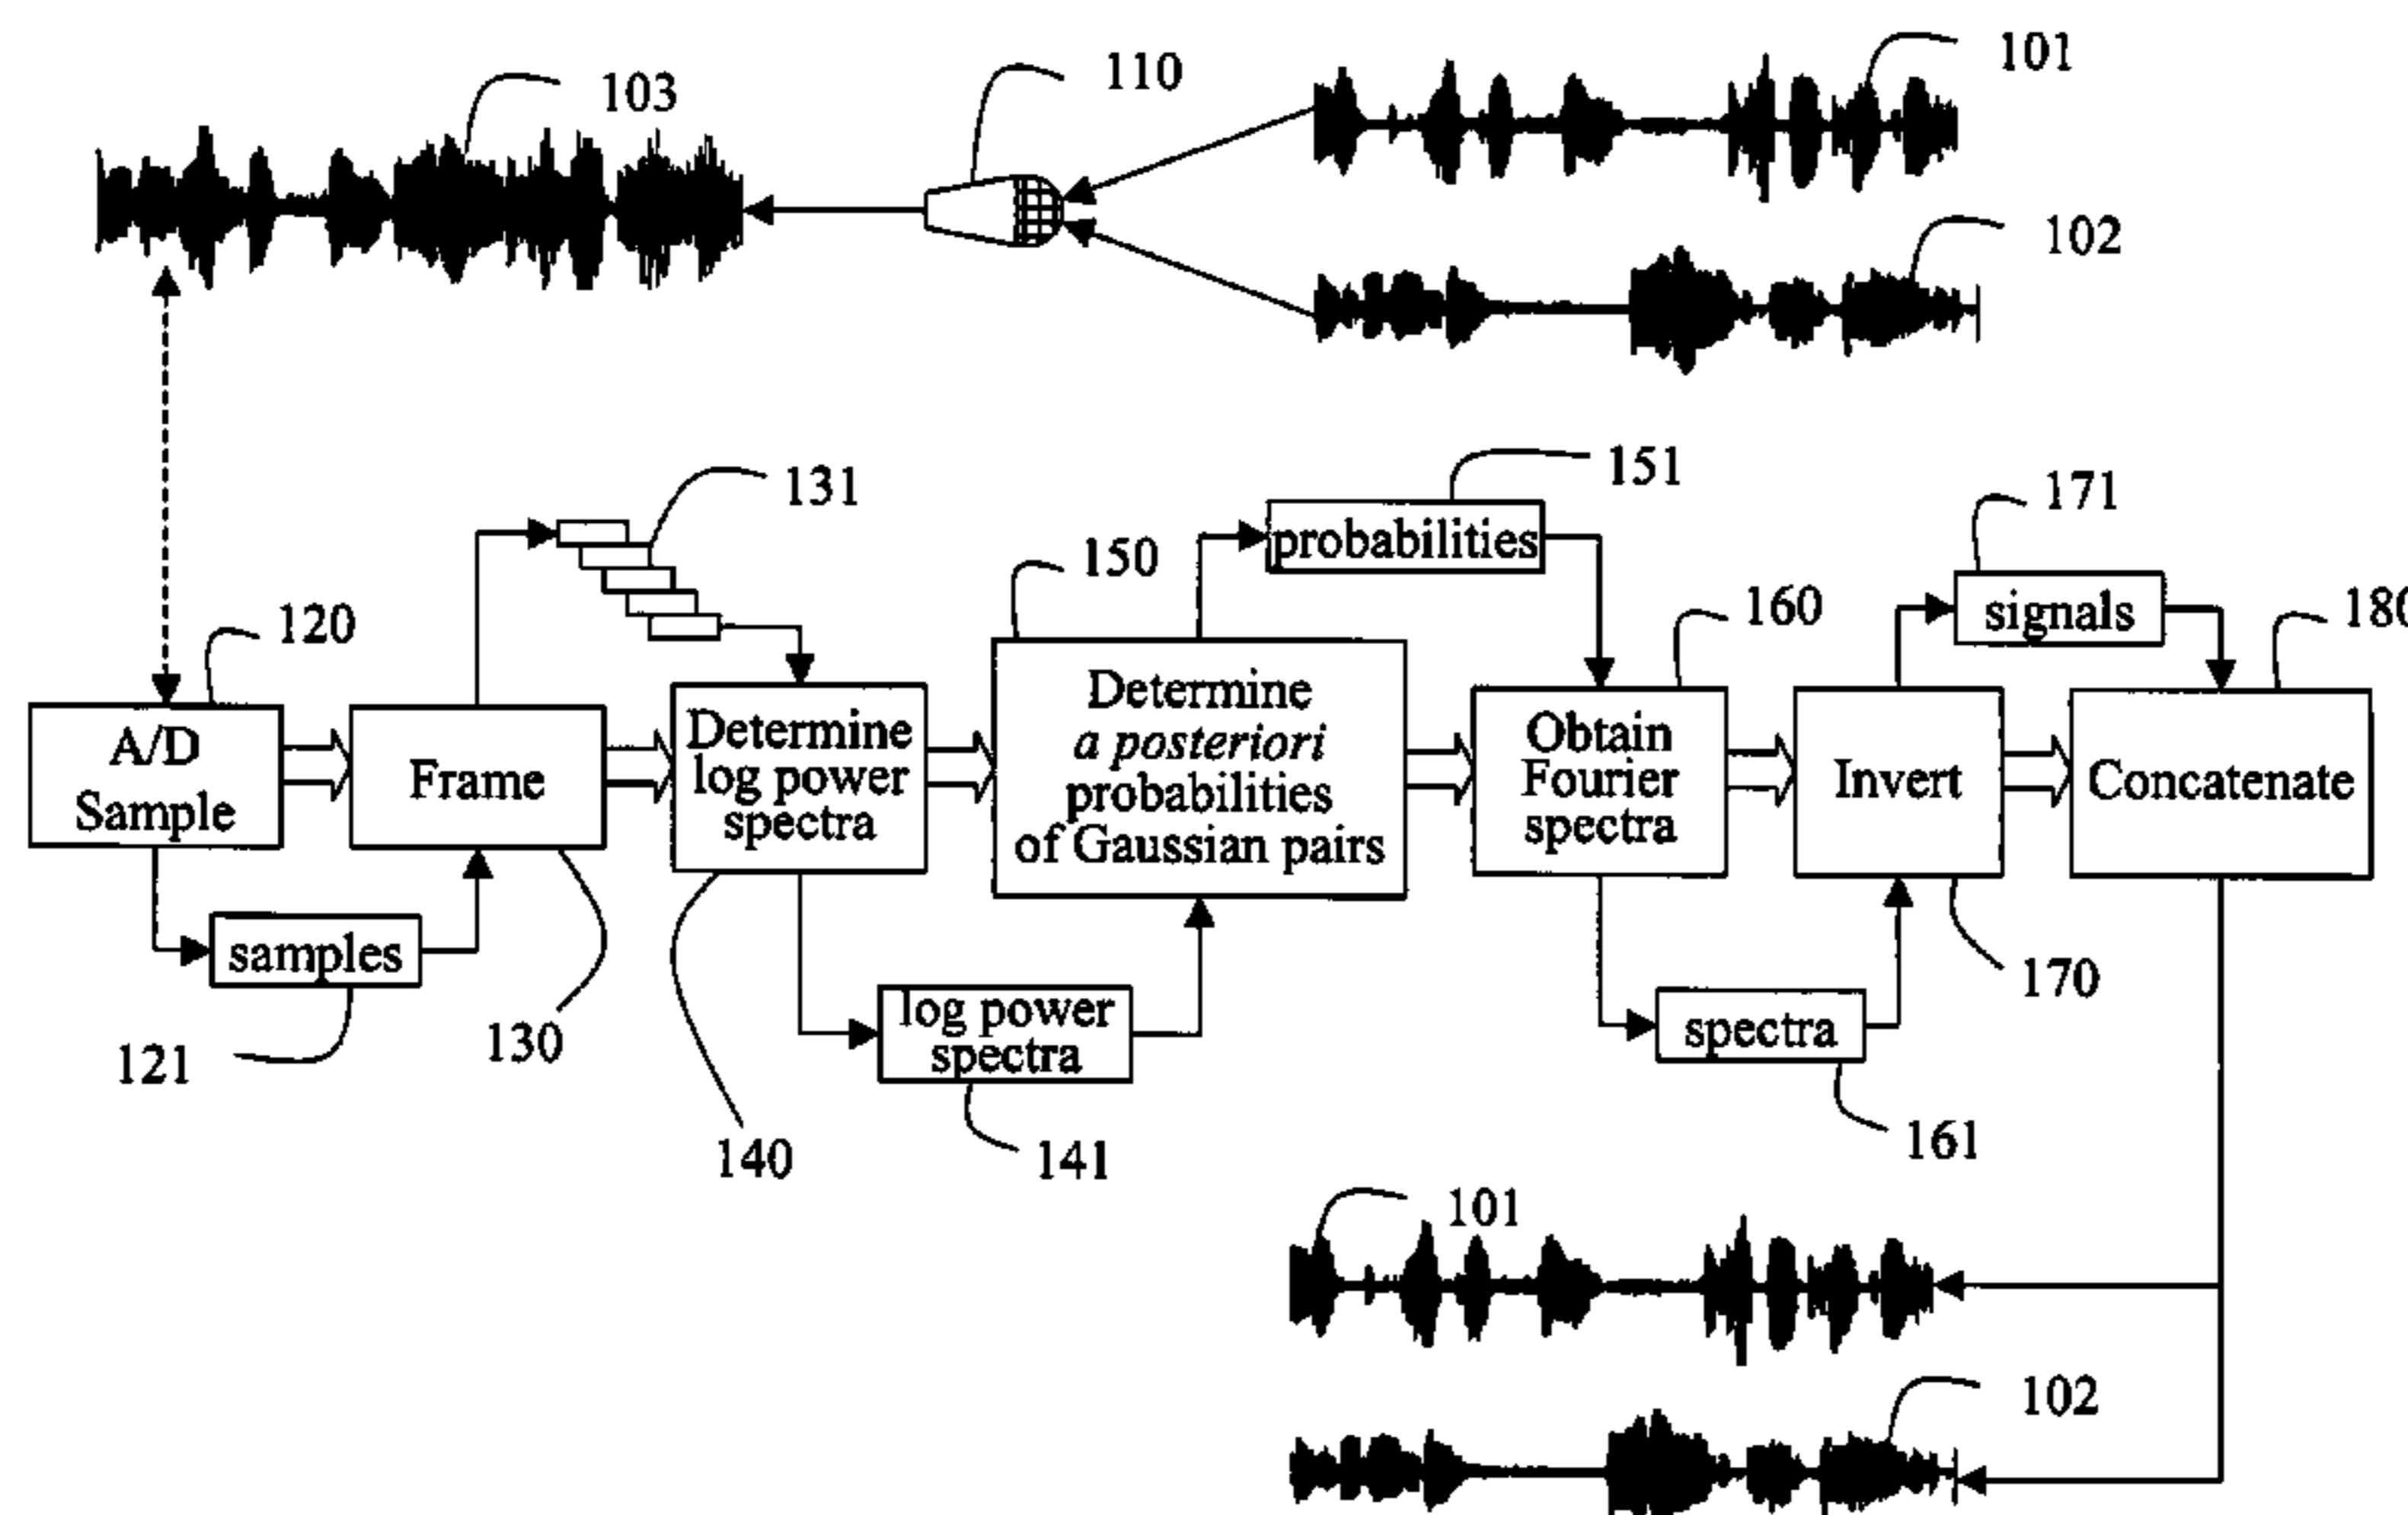 103
110
101
102
131
151
171
120
150
160
180
A/D
Sample
Frame
Determine
log power
spectra
Determine
a posteriori
probabilities
of Gaussian pairs
probabilities
Obtain
Fourier
spectra
Invert
signals
Concatenate
samples
121
130
140
log power
spectra
141
spectra
161
170
101
102